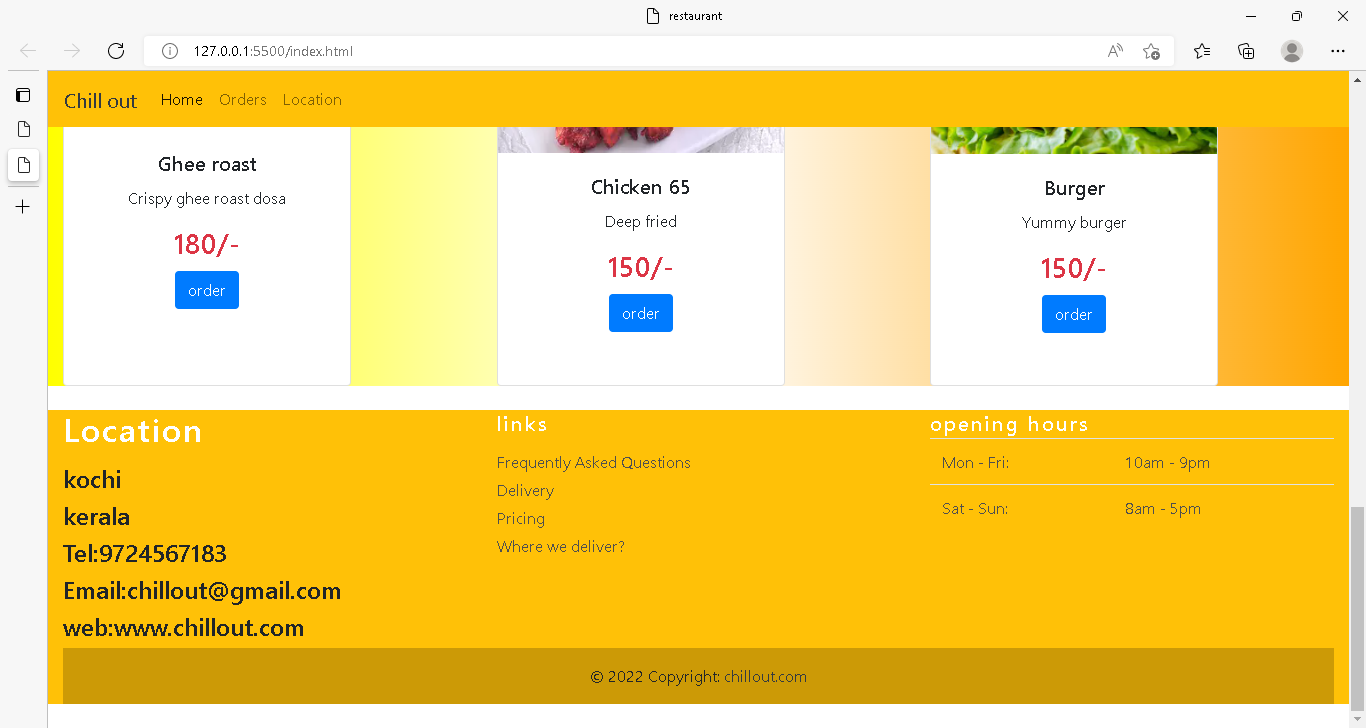 restaurant
127.0.0.1:5500/index.html
Chill out Home Orders Location
Ghee roast
Crispy ghee roast dosa
180/-
order
Chicken 65
Deep fried
150/-
order
Burger
Yummy burger
150/-
order
Location
kochi
kerala
Tel:9724567183
Email:chillout@gmail.com
web:www.chillout.com
links
Frequently Asked Questions
Delivery
Pricing
Where we deliver?
opening hours
Mon - Fri: 10am - 9pm
Sat - Sun: 8am - 5pm
© 2022 Copyright: chillout.com